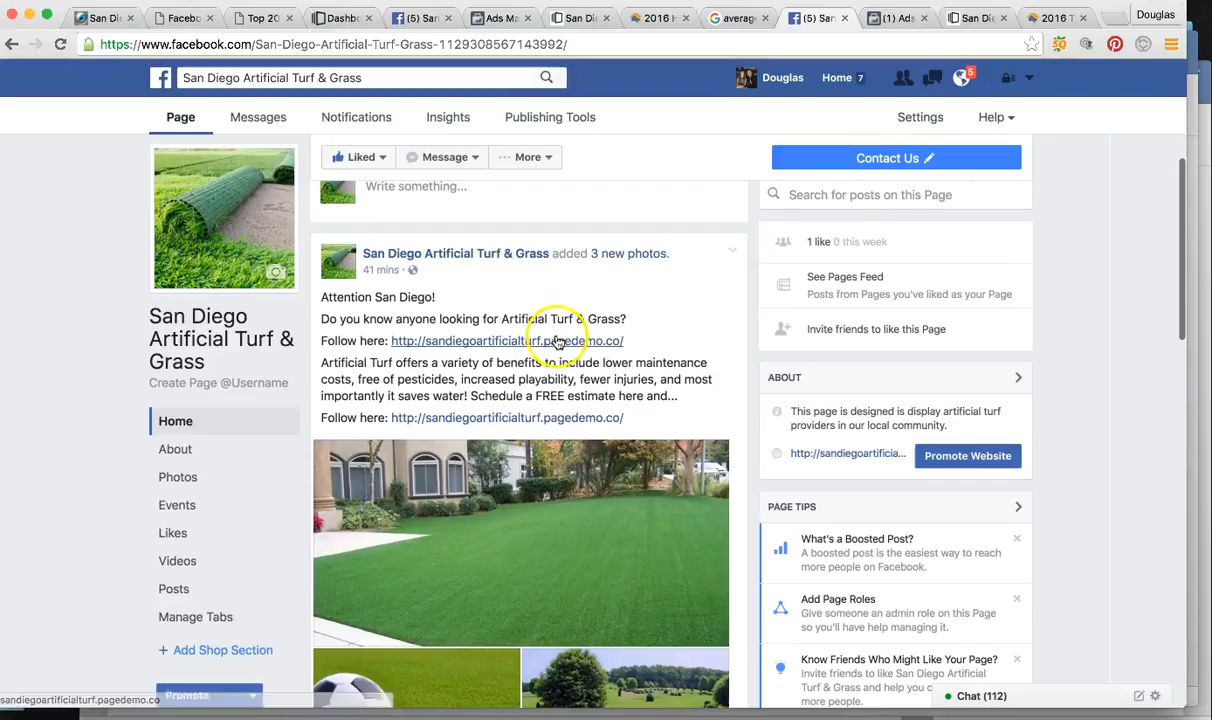 San Di
Facebo
Top 20
Dashbo
(5) San
Ads Ma
San Die
2016 H
average
(5) San
(1) Ads
San Die
2016 T
Douglas
https://www.facebook.com/San-Diego-Artificial-Turf-Grass-1129308567143992/
San Diego Artificial Turf & Grass
Douglas
Home 7
5
Page
Messages
Notifications
Insights
Publishing Tools
Settings
Help
Liked
Message
More
Contact Us
Write something...
Search for posts on this Page
San Diego Artificial Turf & Grass added 3 new photos.
41 mins
Attention San Diego!
Do you know anyone looking for Artificial Turf & Grass?
Follow here: http://sandiegoartificialturf.pagedemo.co/
Artificial Turf offers a variety of benefits to include lower maintenance
costs, free of pesticides, increased playability, fewer injuries, and most
importantly it saves water! Schedule a FREE estimate here and...
Follow here: http://sandiegoartificialturf.pagedemo.co/
San Diego
Artificial Turf &
Grass
Create Page @Username
Home
About
Photos
Events
Likes
Videos
Posts
Manage Tabs
+ Add Shop Section
Promote
1 like 0 this week
See Pages Feed
Posts from Pages you've liked as your Page
Invite friends to like this Page
ABOUT
This page is designed is display artificial turf
providers in our local community.
http://sandiegoartificia...
Promote Website
PAGE TIPS
What's a Boosted Post?
A boosted post is the easiest way to reach
more people on Facebook.
Add Page Roles
Give someone an admin role on this Page
so you'll have help managing it.
Know Friends Who Might Like Your Page?
Invite friends to like San Diego Artificial
Turf & Grass and help you c
more people.
Chat (112)
sandiegoartificialturf.pagedemo.co